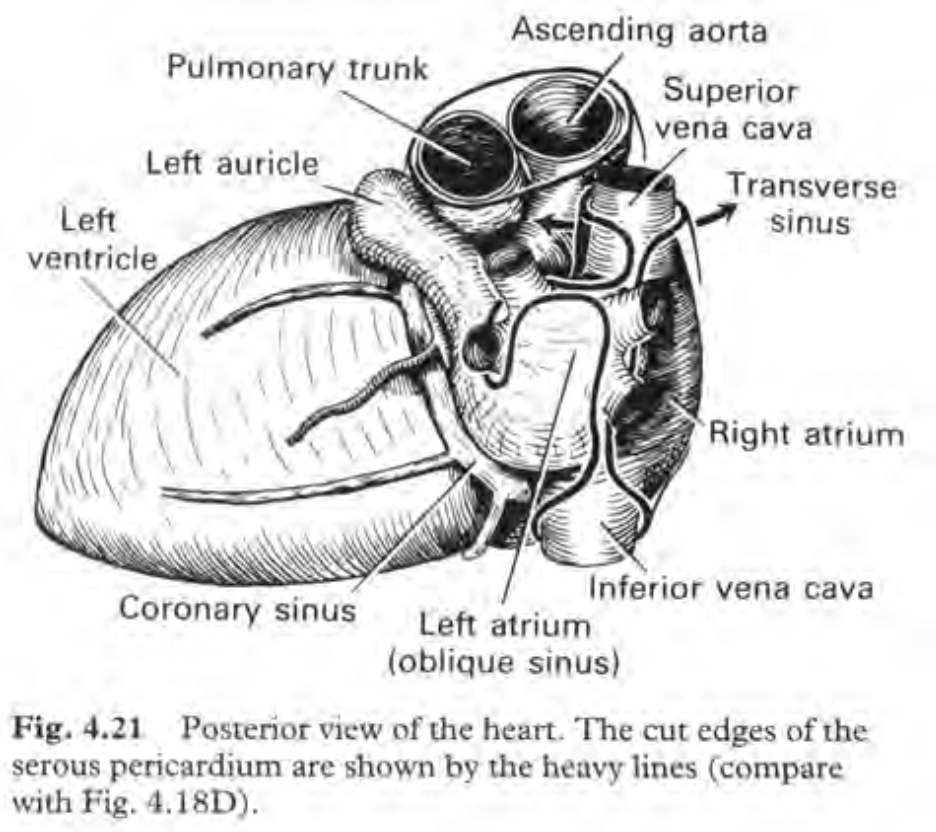 Ascending aorta
Pulmonary trunk
Superior
vena cava
Left auricle
Transverse
sinus
Left
ventricle
Right atrium
Inferior vena cava
Coronary sinus
Left atrium
(oblique sinus)
Fig. 4.21 Posterior view of the heart. The cut edges of the
serous pericardium are shown by the heavy lines (compare
with Fig. 4.18D).